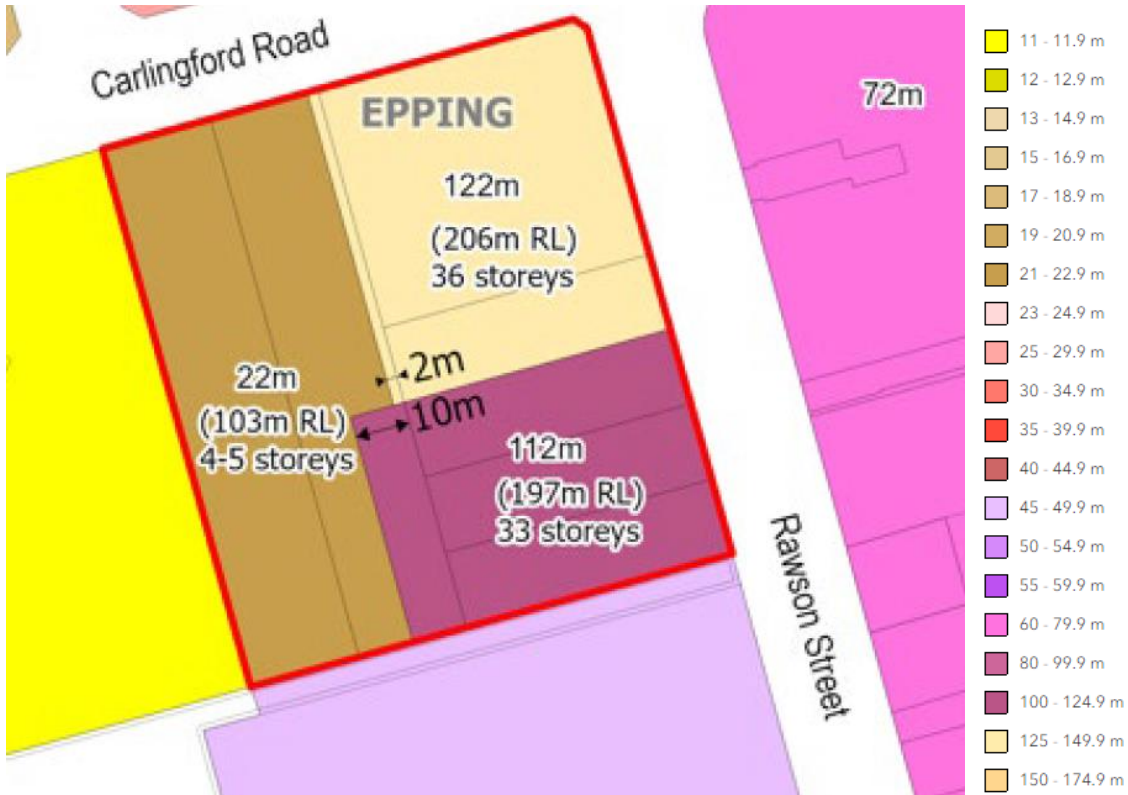 Carlingford Road
EPPING
122m
(206m RL)
36 storeys
72m
2m
10m
22m
(103m RL)
4-5 storeys
112m
(197m RL)
33 storeys
Rawson Street
11 - 11.9 m
12 - 12.9 m
13 - 14.9 m
15 - 16.9 m
17 - 18.9 m
19 - 20.9 m
21 - 22.9 m
23 - 24.9 m
25 - 29.9 m
30 - 34.9 m
35 - 39.9 m
40 - 44.9 m
45 - 49.9 m
50 - 54.9 m
55 - 59.9 m
60 - 79.9 m
80 - 99.9 m
100 - 124.9 m
125 - 149.9 m
150 - 174.9 m